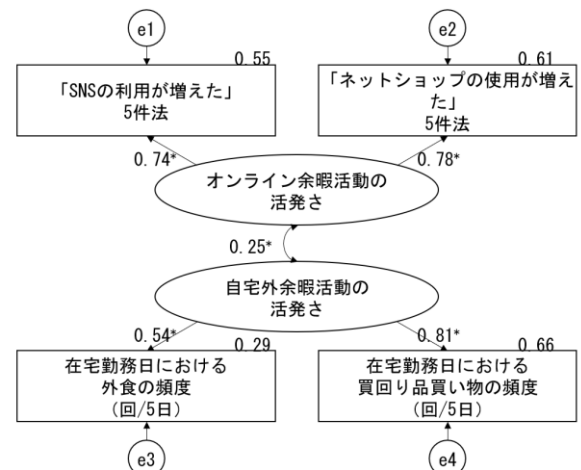 e1
e2
0.55
0.61
「SNSの利用が増えた」
5件法
「ネットショップの使用が増え
た」
5件法
0.74*
0.78*
オンライン余暇活動の
活発さ
0.25*
自宅外余暇活動の
活発さ
0.54*
0.81*
0.29
0.66
在宅勤務日における
外食の頻度
（回/5日）
在宅勤務日における
買回り品買い物の頻度
（回/5日）
e3
e4